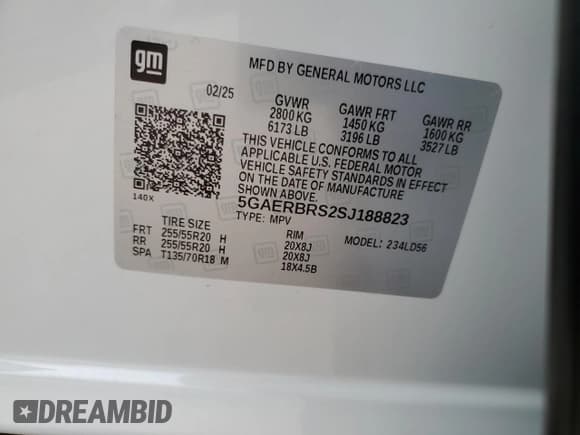 gm
MFD BY GENERAL MOTORS LLC
02/25
GVWR GAWR FRT GAWR RR
2800 KG 1450 KG 1600 KG
6173 LB 3196 LB 3527 LB
THIS VEHICLE CONFORMS TO ALL
APPLICABLE U.S. FEDERAL MOTOR
VEHICLE SAFETY STANDARDS IN EFFECT
ON THE DATE OF MANUFACTURE
SHOWN ABOVE.
140X
5GAERBRS2SJ188823
TYPE: MPV MODEL: 234LD56
TIRE SIZE RIM
FRT 255/55R20 H 20X8J
RR 255/55R20 H 20X8J
SPA T135/70R18 M 18X4.5B
DREAMBID